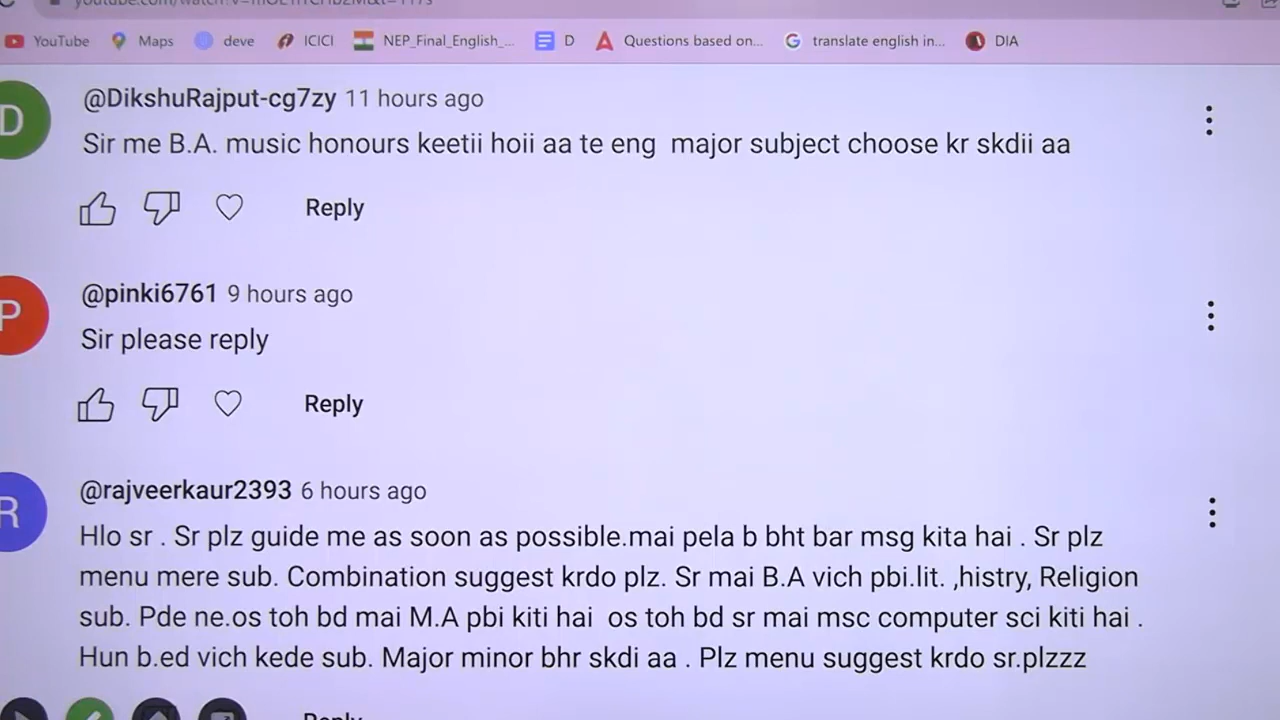 YouTube Maps deve ICICI NEP_Final_English_... D Questions based on... translate english in... DIA
D
@DikshuRajput-cg7zy 11 hours ago
Sir me B.A. music honours keetii hoii aa te eng major subject choose kr skdii aa
Reply
P
@pinki6761 9 hours ago
Sir please reply
Reply
R
@rajveerkaur2393 6 hours ago
Hlo sr . Sr plz guide me as soon as possible.mai pela b bht bar msg kita hai . Sr plz
menu mere sub. Combination suggest krdo plz. Sr mai B.A vich pbi.lit. ,histry, Religion
sub. Pde ne.os toh bd mai M.A pbi kiti hai os toh bd sr mai msc computer sci kiti hai .
Hun b.ed vich kede sub. Major minor bhr skdi aa . Plz menu suggest krdo sr.plzzz
Reply